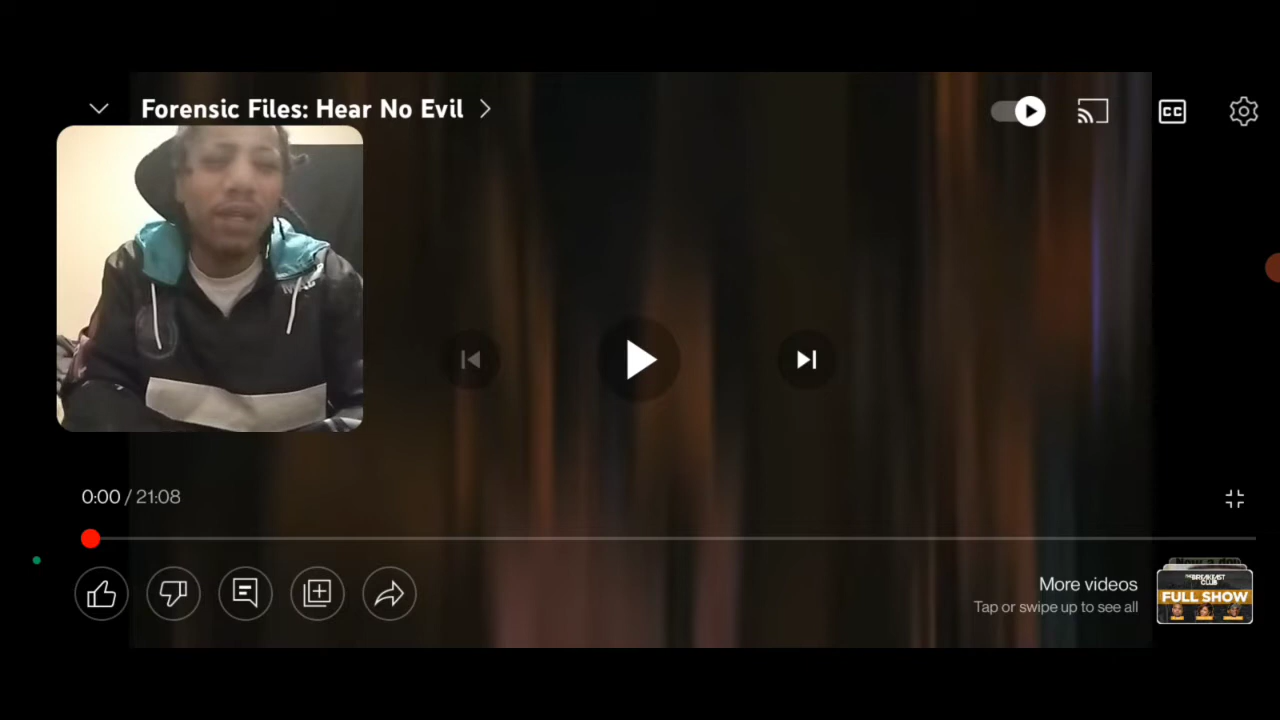 Forensic Files: Hear No Evil
CC
0:00 / 21:08
More videos
Tap or swipe up to see all
THE BREAKFAST
CLUB
FULL SHOW